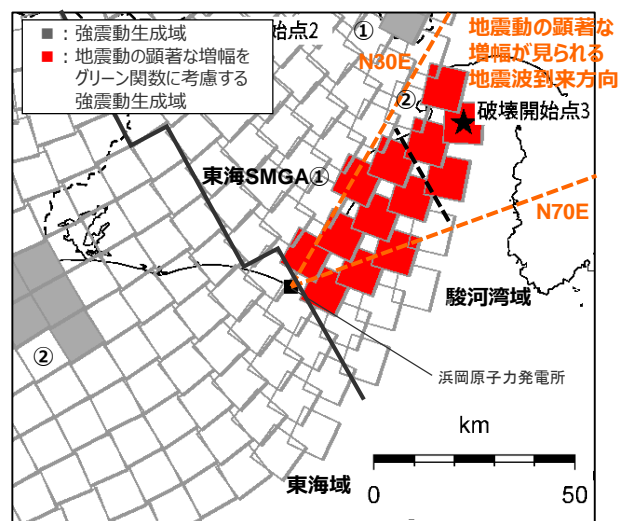 ■：強震動生成域
■：地震動の顕著な増幅を
グリーン関数に考慮する
強震動生成域
始点2
①
地震動の顕著な
増幅が見られる
地震波到来方向
N30E
②
破壊開始点3
東海SMGA①
N70E
駿河湾域
②
浜岡原子力発電所
km
東海域
0
50